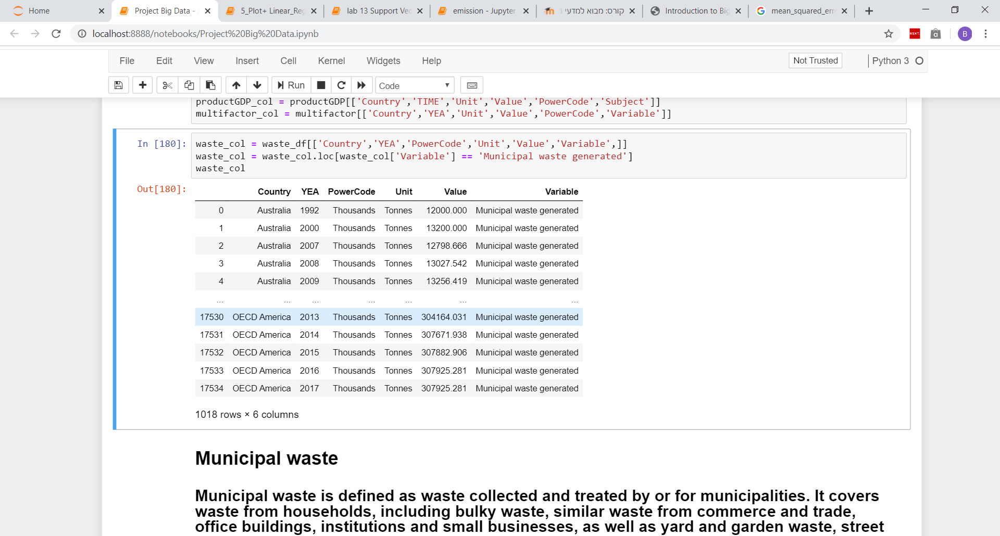 Home
Project Big Data - J
5_Plot+ Linear_Reg
lab 13 Support Vec
emission - Jupyter
קורס: מבוא למדעי נ
Introduction to Big
mean_squared_erro
localhost:8888/notebooks/Project%20Big%20Data.ipynb
NEXT
a
B
File Edit View Insert Cell Kernel Widgets Help
Not Trusted
Python 3
Run
Code
productGDP_col = productGDP[['Country','TIME','Unit','Value','PowerCode','Subject']]
multifactor_col = multifactor[['Country','YEA','Unit','Value','PowerCode','Variable']]
In [180]:
waste_col = waste_df[['Country','YEA','PowerCode','Unit','Value','Variable',]]
waste_col = waste_col.loc[waste_col['Variable'] == 'Municipal waste generated']
waste_col
Out[180]:
Country YEA PowerCode Unit Value Variable
0 Australia 1992 Thousands Tonnes 12000.000 Municipal waste generated
1 Australia 2000 Thousands Tonnes 13200.000 Municipal waste generated
2 Australia 2007 Thousands Tonnes 12798.666 Municipal waste generated
3 Australia 2008 Thousands Tonnes 13027.542 Municipal waste generated
4 Australia 2009 Thousands Tonnes 13256.419 Municipal waste generated
... ... ... ... ... ... ...
17530 OECD America 2013 Thousands Tonnes 304164.031 Municipal waste generated
17531 OECD America 2014 Thousands Tonnes 307671.938 Municipal waste generated
17532 OECD America 2015 Thousands Tonnes 307882.906 Municipal waste generated
17533 OECD America 2016 Thousands Tonnes 307925.281 Municipal waste generated
17534 OECD America 2017 Thousands Tonnes 307925.281 Municipal waste generated
1018 rows × 6 columns
Municipal waste
Municipal waste is defined as waste collected and treated by or for municipalities. It covers
waste from households, including bulky waste, similar waste from commerce and trade,
office buildings, institutions and small businesses, as well as yard and garden waste, street